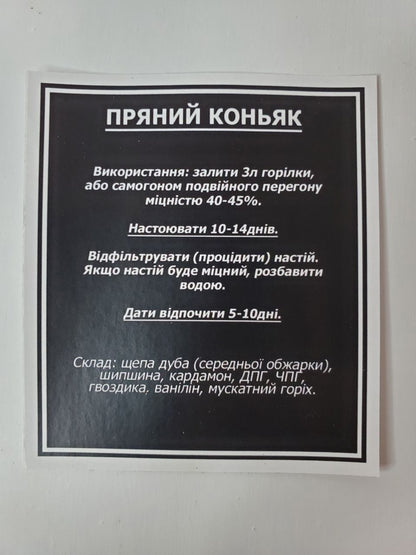 ПРЯНИЙ КОНЬЯК
Використання: залити 3л горілки,
або самогоном подвійного перегону
міцністю 40-45%.
Настоювати 10-14днів.
Відфільтрувати (процідити) настій.
Якщо настій буде міцний, розбавити
водою.
Дати відпочити 5-10дні.
Склад: щепа дуба (середньої обжарки),
шипшина, кардамон, ДПГ, ЧПГ,
гвоздика. ванілін, мускатний горіх.